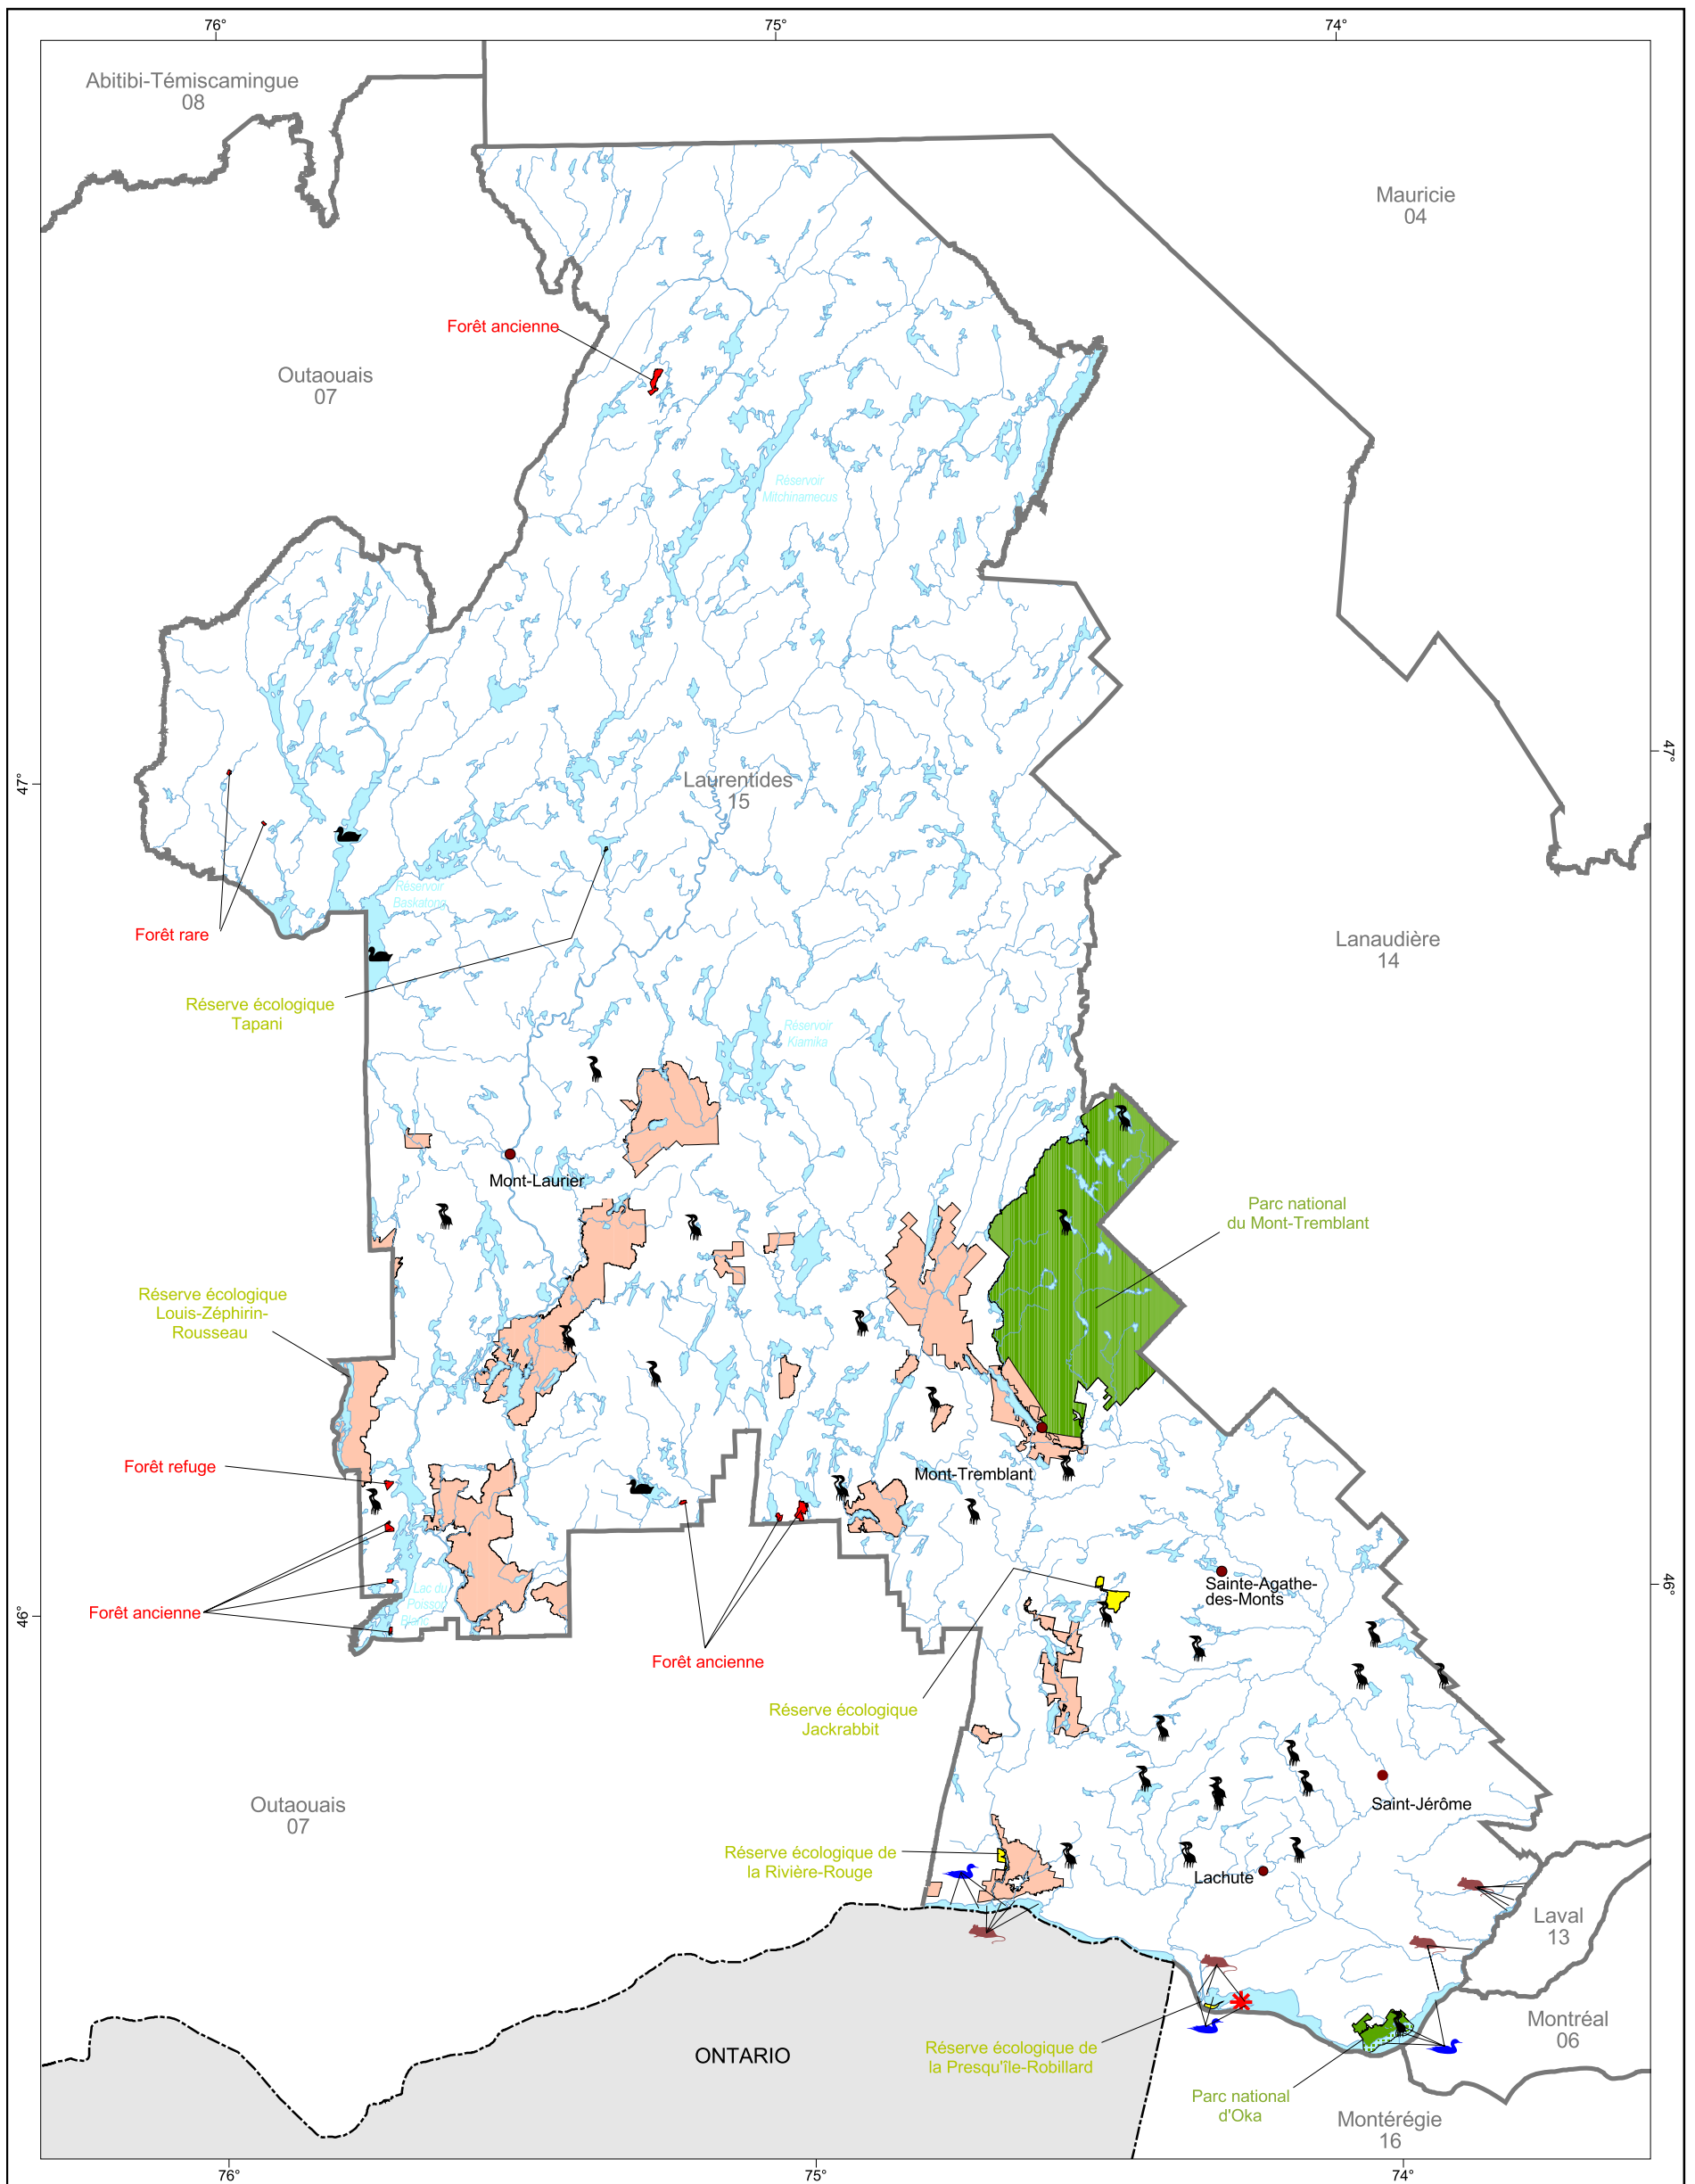 76°
75°
74°
Abitibi-Témiscamingue
08
Mauricie
04
Forêt ancienne
Outaouais
07
Réservoir
Mitchinamecus
47°
47°
Laurentides
15
Réservoir
Baskatong
Forêt rare
Lanaudière
14
Réserve écologique
Tapani
Réservoir
Kiamika
Mont-Laurier
Parc national
du Mont-Tremblant
Réserve écologique
Louis-Zéphirin-
Rousseau
Forêt refuge
Mont-Tremblant
Sainte-Agathe-
des-Monts
46°
46°
Lac du
Poisson
Blanc
Forêt ancienne
Forêt ancienne
Réserve écologique
Jackrabbit
Outaouais
07
Saint-Jérôme
Réserve écologique de
la Rivière-Rouge
Lachute
Laval
13
Montréal
06
Réserve écologique de
la Presqu'île-Robillard
ONTARIO
Parc national
d'Oka
Montérégie
16
76°
75°
74°